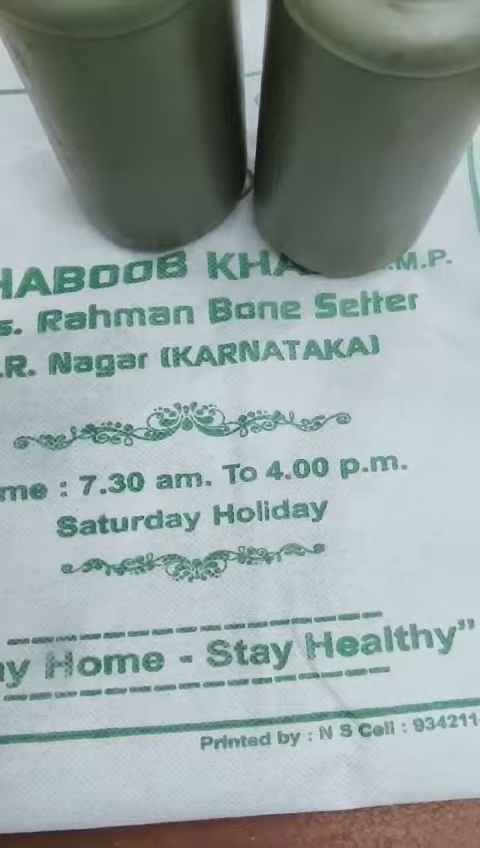 HABOOB KHA M.P.
s. Rahman Bone Setter
.R. Nagar (KARNATAKA)
me : 7.30 am. To 4.00 p.m.
Saturday Holiday
ay Home - Stay Healthy”
Printed by : N S Cell : 934211